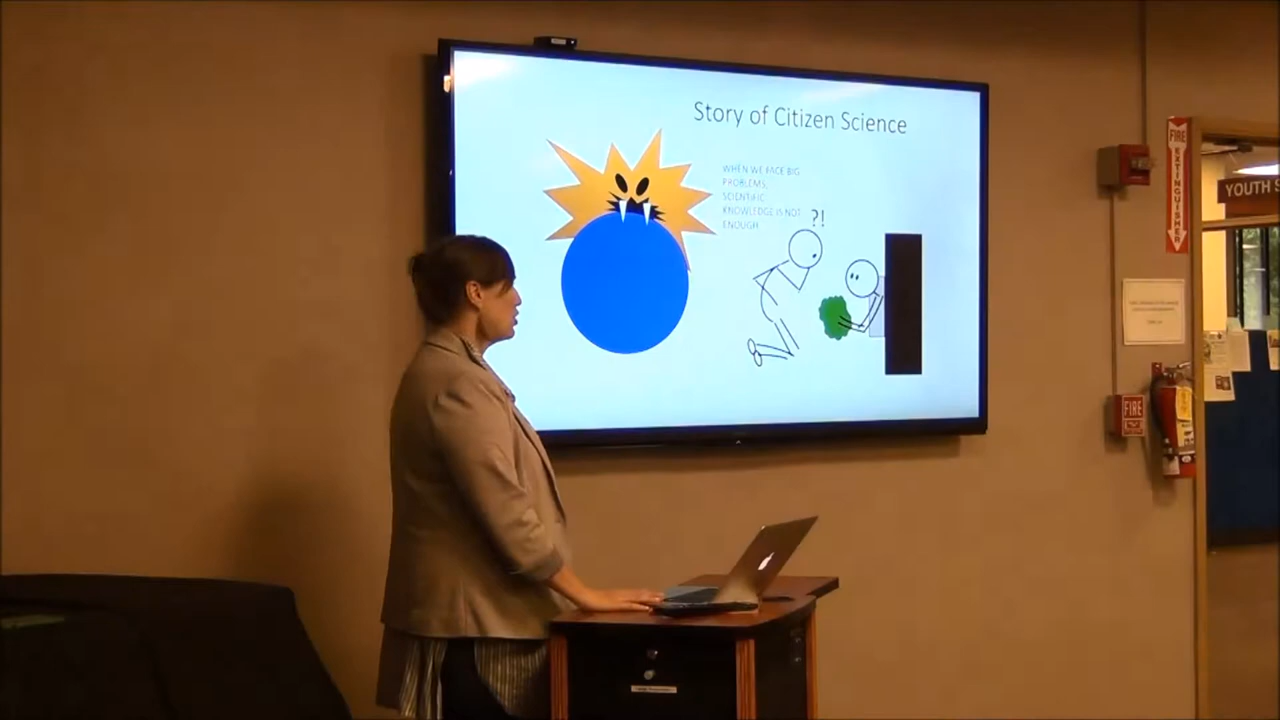 Story of Citizen Science
WHEN WE FACE BIG
PROBLEMS,
SCIENTIFIC
KNOWLEDGE IS NOT
ENOUGH
?!
FIRE
EXTINGUISHER
YOUTH S
FIRE